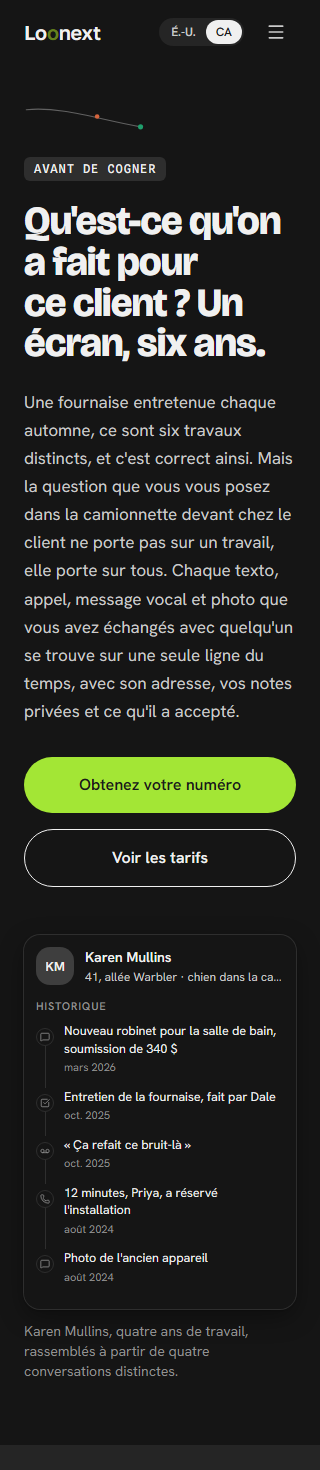 Loonext
É.-U.
CA
AVANT DE COGNER
Qu'est-ce qu'on
a fait pour
ce client ? Un
écran, six ans.
Une fournaise entretenue chaque
automne, ce sont six travaux
distincts, et c'est correct ainsi. Mais
la question que vous vous posez
dans la camionnette devant chez le
client ne porte pas sur un travail,
elle porte sur tous. Chaque texto,
appel, message vocal et photo que
vous avez échangés avec quelqu'un
se trouve sur une seule ligne du
temps, avec son adresse, vos notes
privées et ce qu'il a accepté.
Obtenez votre numéro
Voir les tarifs
KM
Karen Mullins
41, allée Warbler · chien dans la ca...
HISTORIQUE
Nouveau robinet pour la salle de bain,
soumission de 340 $
mars 2026
Entretien de la fournaise, fait par Dale
oct. 2025
« Ça refait ce bruit-là »
oct. 2025
12 minutes, Priya, a réservé
l'installation
août 2024
Photo de l'ancien appareil
août 2024
Karen Mullins, quatre ans de travail,
rassemblés à partir de quatre
conversations distinctes.